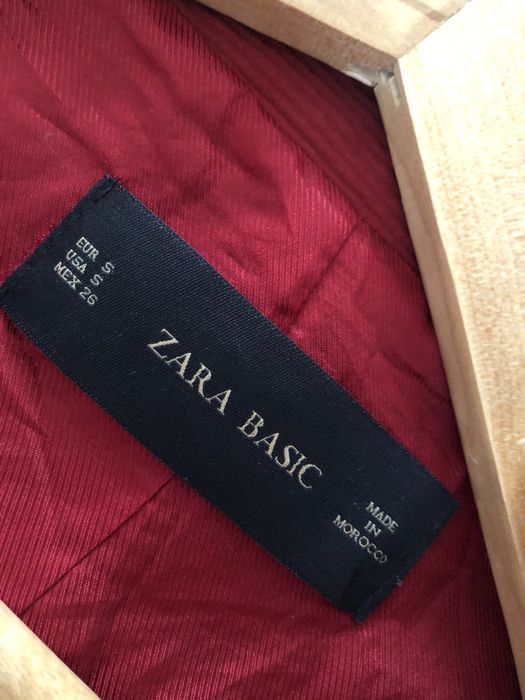 EUR S
USA S
MEX 26
ZARA BASIC
MADE
IN
MOROCCO